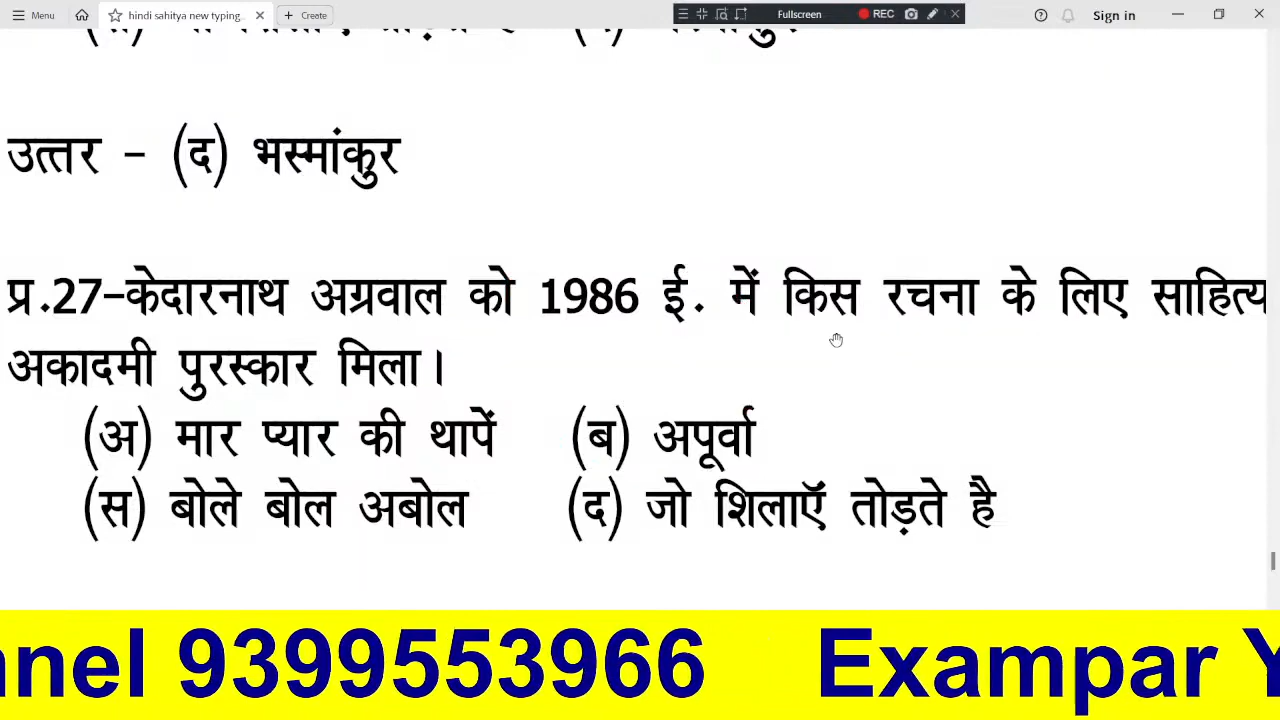 Menu
hindi sahitya new typing...
Create
Fullscreen
REC
Sign in
उत्तर - (द) भस्मांकुर
प्र.27-केदारनाथ अग्रवाल को 1986 ई. में किस रचना के लिए साहित्य
अकादमी पुरस्कार मिला।
(अ) मार प्यार की थापें (ब) अपूर्वा
(स) बोले बोल अबोल (द) जो शिलाएॅ तोड़ते है
nnel 9399553966 Exampar Y